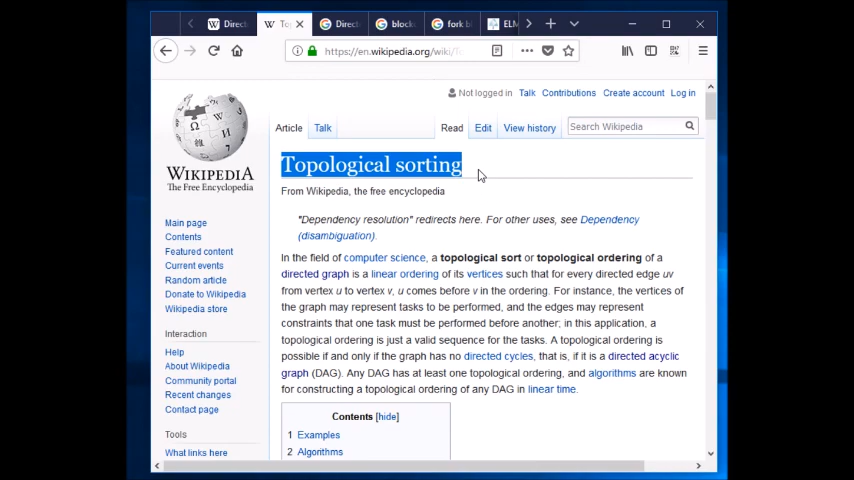 Direct
To
Direct
block
fork bl
ELM
https://en.wikipedia.org/wiki/
Not logged in Talk Contributions Create account Log in
WIKIPEDIA
The Free Encyclopedia
Article Talk Read Edit View history Search Wikipedia
Topological sorting
From Wikipedia, the free encyclopedia
"Dependency resolution" redirects here. For other uses, see Dependency
(disambiguation).
In the field of computer science, a topological sort or topological ordering of a
directed graph is a linear ordering of its vertices such that for every directed edge uv
from vertex u to vertex v, u comes before v in the ordering. For instance, the vertices of
the graph may represent tasks to be performed, and the edges may represent
constraints that one task must be performed before another; in this application, a
topological ordering is just a valid sequence for the tasks. A topological ordering is
possible if and only if the graph has no directed cycles, that is, if it is a directed acyclic
graph (DAG). Any DAG has at least one topological ordering, and algorithms are known
for constructing a topological ordering of any DAG in linear time.
Contents [hide]
1 Examples
2 Algorithms
Main page
Contents
Featured content
Current events
Random article
Donate to Wikipedia
Wikipedia store
Interaction
Help
About Wikipedia
Community portal
Recent changes
Contact page
Tools
What links here